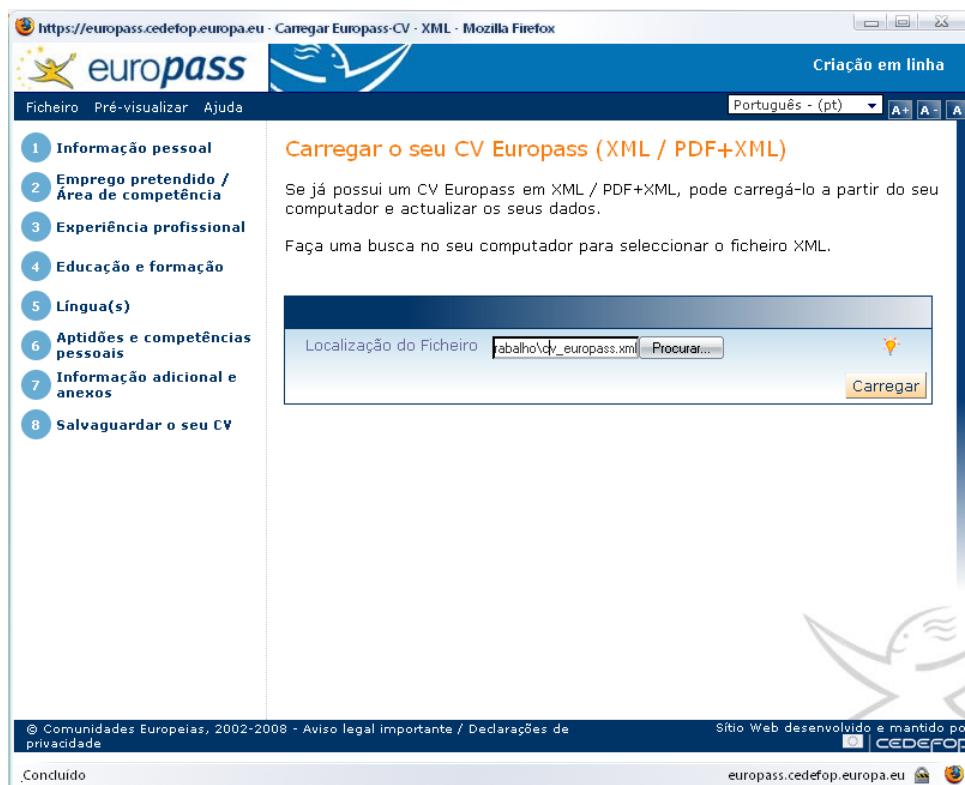 https://europass.cedefop.europa.eu - Carregar Europass-CV - XML - Mozilla Firefox
europass
Criação em linha
Ficheiro Pré-visualizar Ajuda
Português - (pt)
A+ A- A
1 Informação pessoal
2 Emprego pretendido /
Área de competência
3 Experiência profissional
4 Educação e formação
5 Língua(s)
6 Aptidões e competências
pessoais
7 Informação adicional e
anexos
8 Salvaguardar o seu CV
Carregar o seu CV Europass (XML / PDF+XML)
Se já possui um CV Europass em XML / PDF+XML, pode carregá-lo a partir do seu
computador e actualizar os seus dados.
Faça uma busca no seu computador para seleccionar o ficheiro XML.
Localização do Ficheiro rabalho\cv_europass.xml Procurar...
Carregar
© Comunidades Europeias, 2002-2008 - Aviso legal importante / Declarações de
privacidade
Sítio Web desenvolvido e mantido po
CEDEFOP
Concluído
europass.cedefop.europa.eu